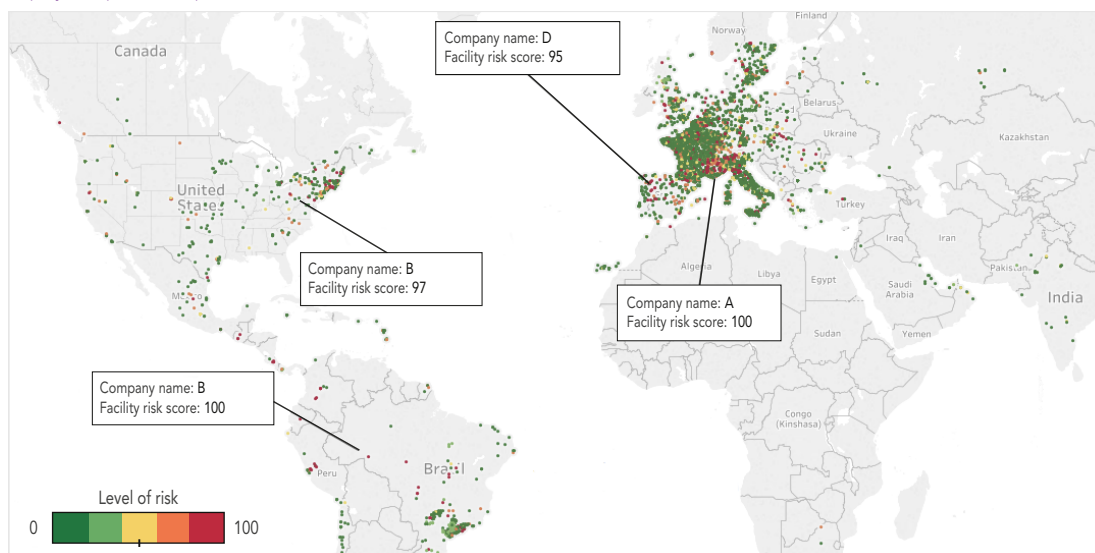 Canada
Norway
Finland
Company name: D
Facility risk score: 95
Belarus
Ukraine
Kazakhstan
United
States
Turkey
Iraq
Iran
Pakistan
Algeria
Libya
Egypt
Saudi
Arabia
India
Company name: B
Facility risk score: 97
Mexico
Company name: A
Facility risk score: 100
Sudan
Yemen
Company name: B
Facility risk score: 100
Congo
(Kinshasa)
Peru
Brazil
Level of risk
0
100